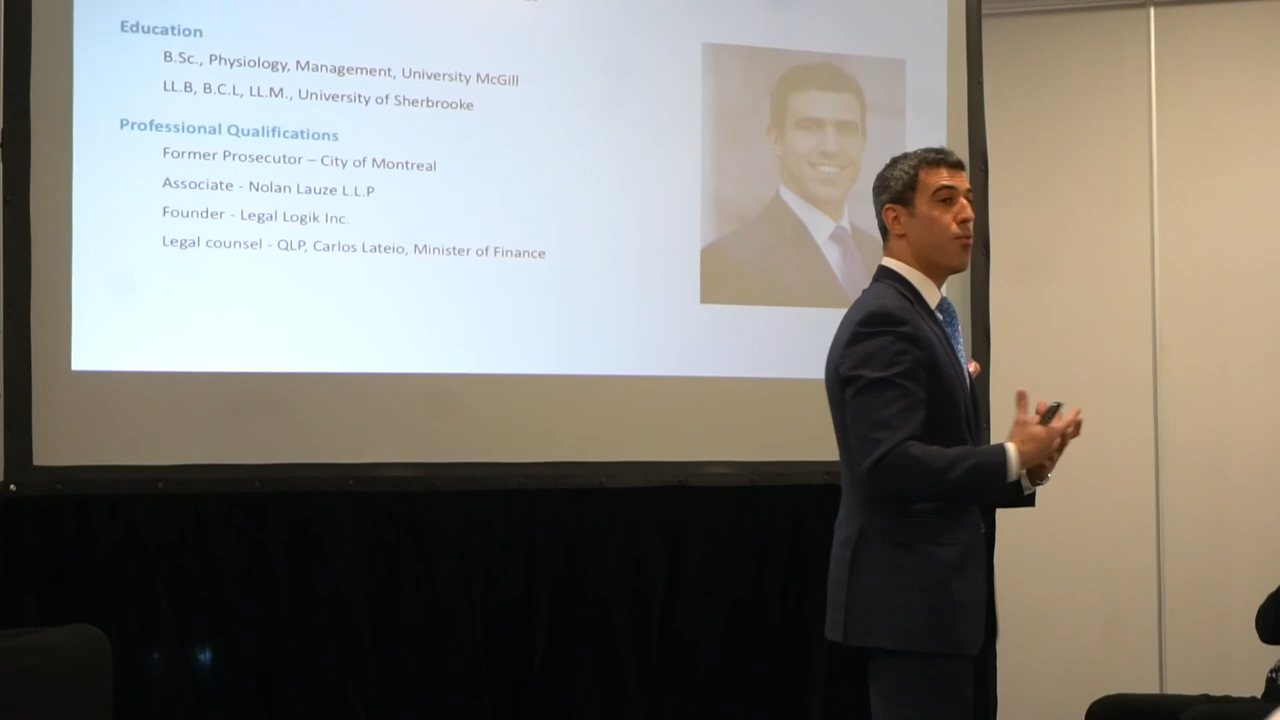 Education
B.Sc., Physiology, Management, University McGill
LL.B, B.C.L, LL.M., University of Sherbrooke
Professional Qualifications
Former Prosecutor – City of Montreal
Associate - Nolan Lauze L.L.P
Founder - Legal Logik Inc.
Legal counsel - QLP, Carlos Lateio, Minister of Finance